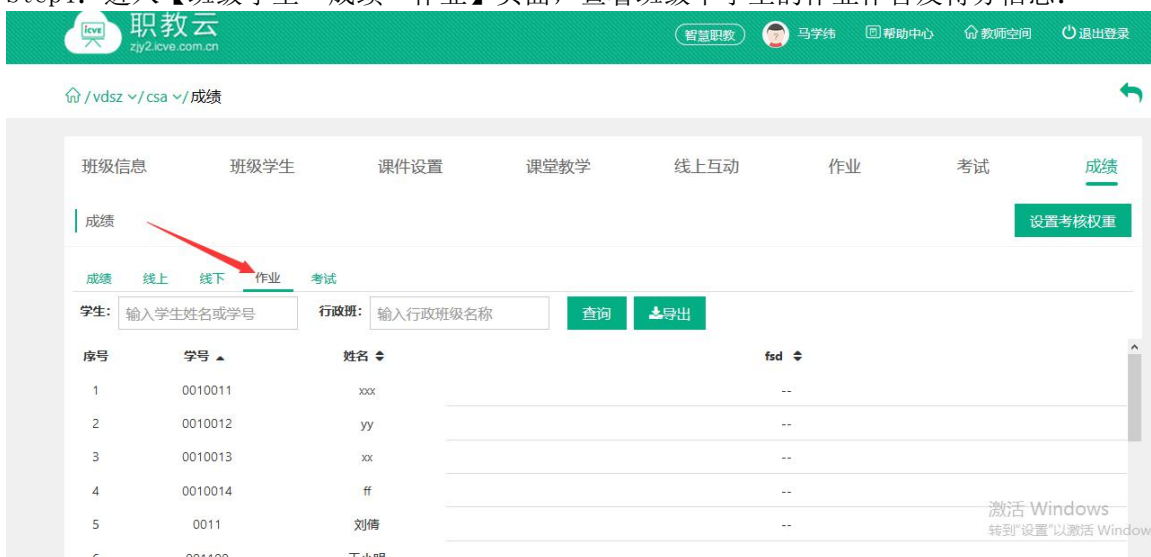 icve 职教云
zjy2.icve.com.cn
智慧职教 马学纬 帮助中心 教师空间 退出登录
/ vdsz / csa / 成绩
班级信息 班级学生 课件设置 课堂教学 线上互动 作业 考试 成绩
成绩 设置考核权重
成绩 线上 线下 作业 考试
学生: 输入学生姓名或学号 行政班: 输入行政班级名称 查询 导出
序号 学号 姓名 fsd
1 0010011 xxx --
2 0010012 yy --
3 0010013 xx --
4 0010014 ff --
5 0011 刘倩 --
激活 Windows
转到"设置"以激活 Window